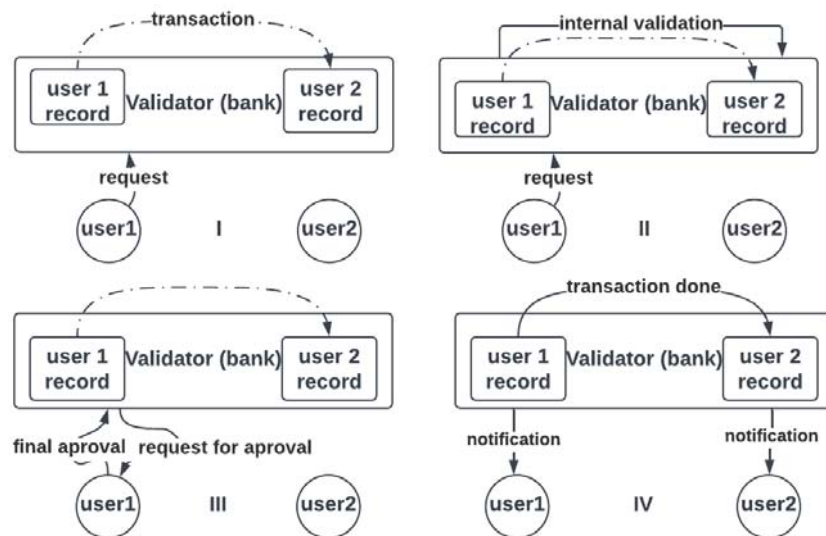 transaction
user 1
record
Validator (bank)
user 2
record
request
user1
I
user2
internal validation
user 1
record
Validator (bank)
user 2
record
request
user1
II
user2
user 1
record
Validator (bank)
user 2
record
final aproval
request for aproval
user1
III
user2
transaction done
user 1
record
Validator (bank)
user 2
record
notification
notification
user1
IV
user2